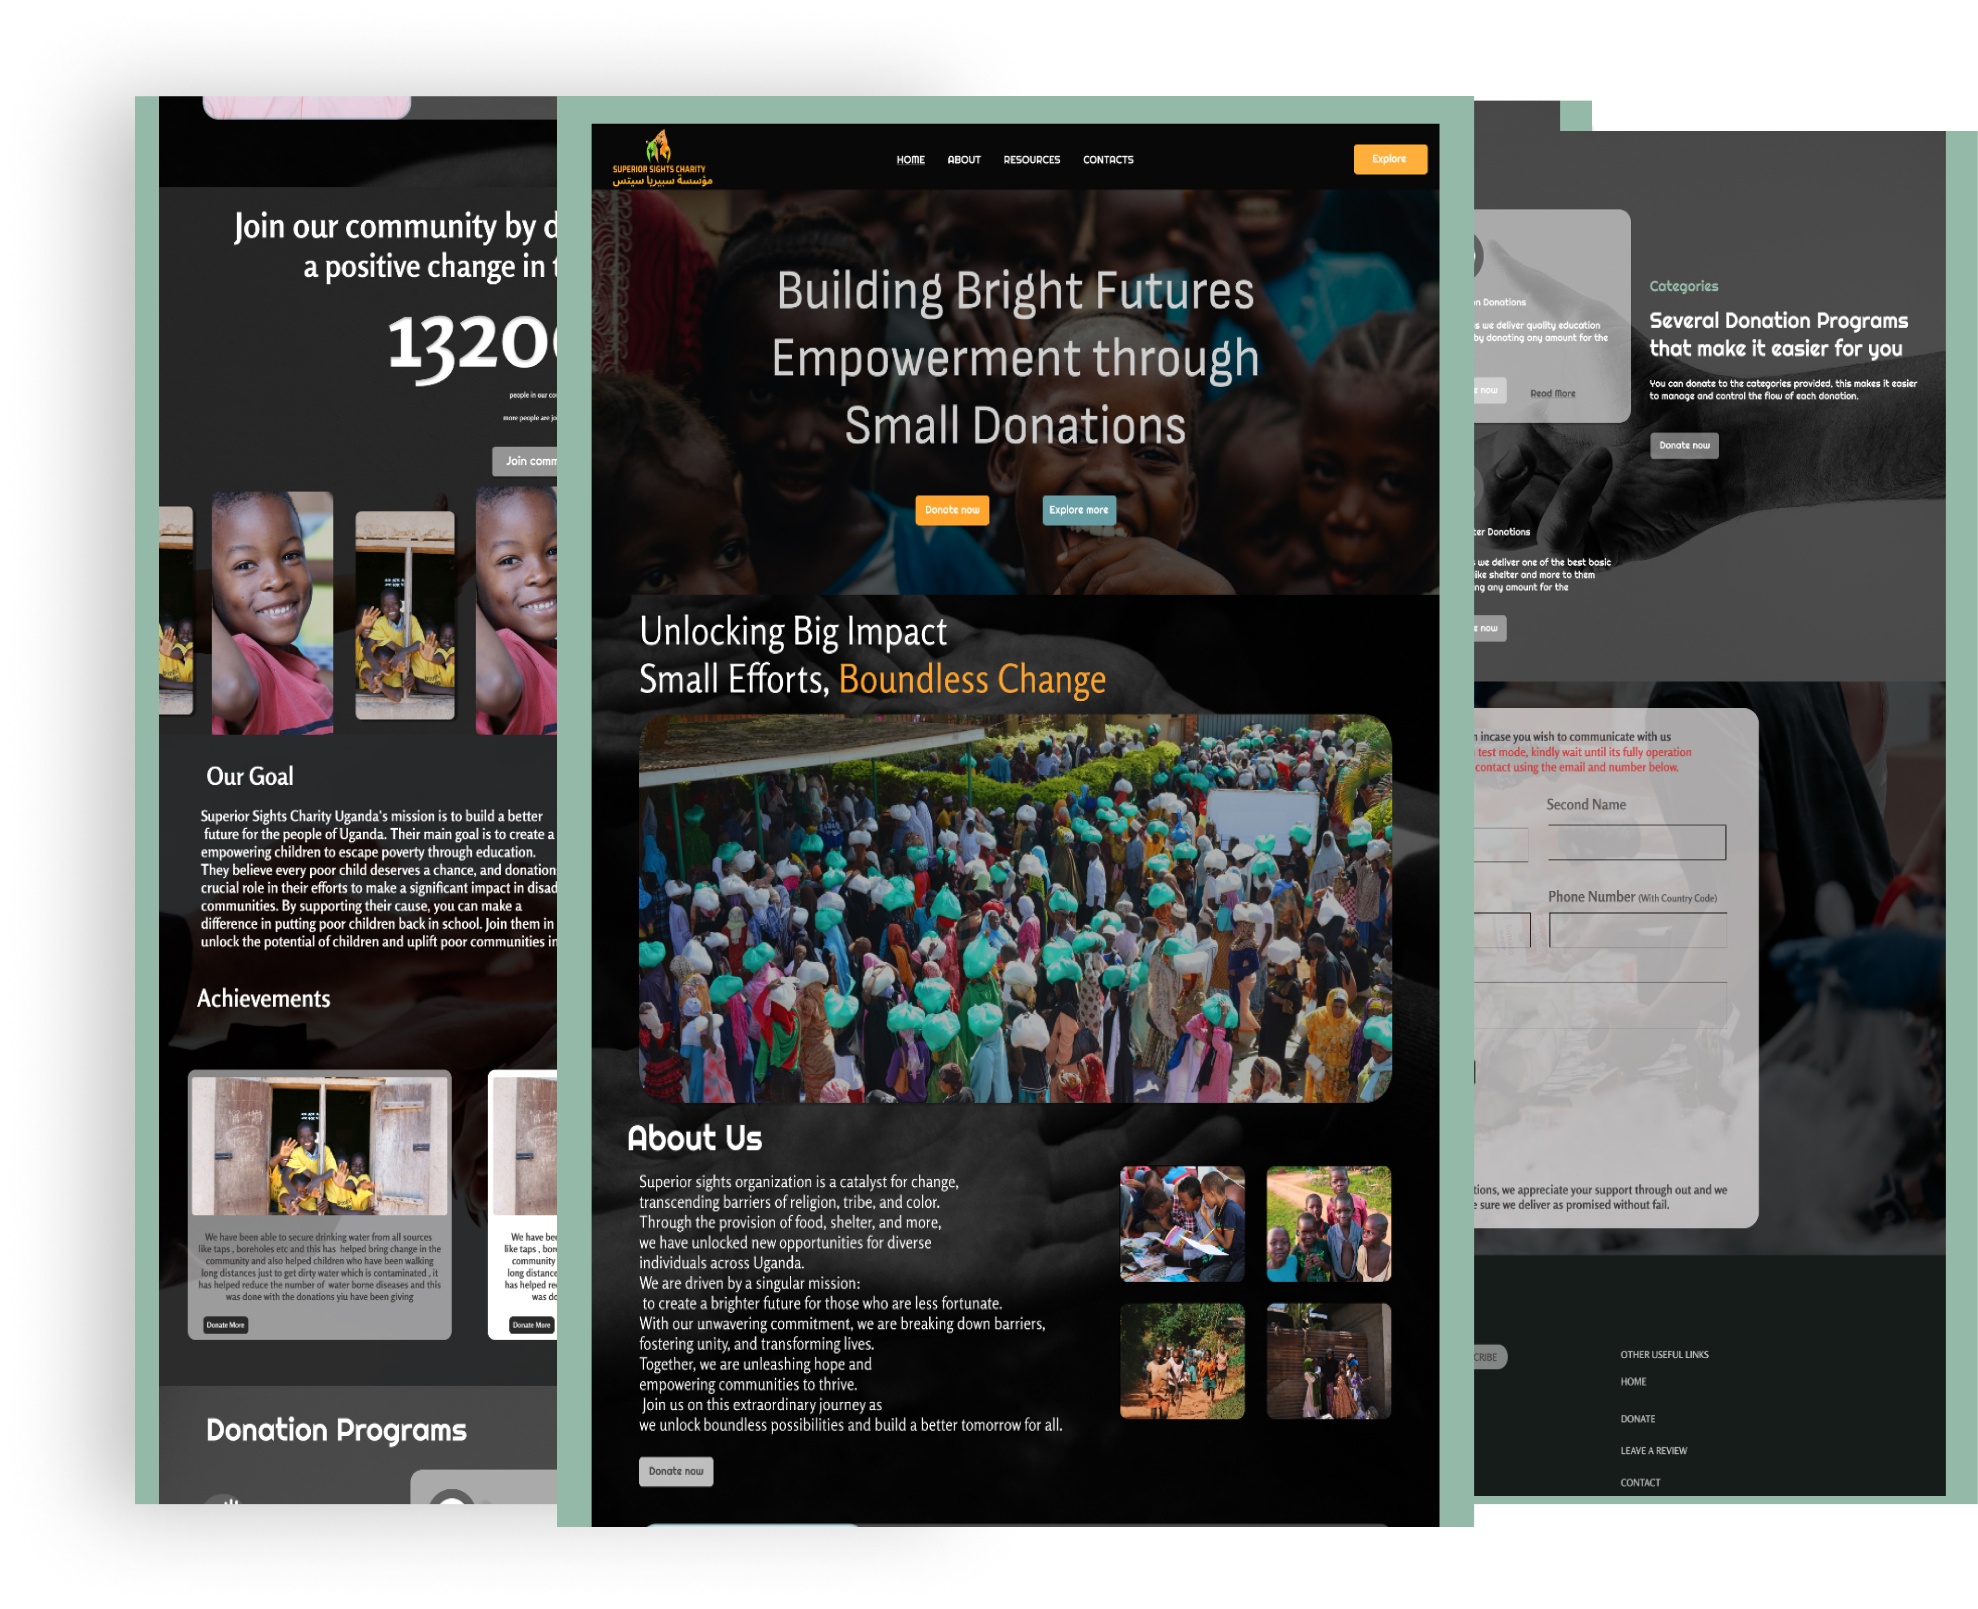 Join our community by
a positive change in
1320
people in our
more people are
Join comm
Our Goal
Superior Sights Charity Uganda's mission is to build a better
future for the people of Uganda. Their main goal is to create a
empowering children to escape poverty through education.
They believe every poor child deserves a chance, and donation
crucial role in their efforts to make a significant impact in disad
communities. By supporting their cause, you can make a
difference in putting poor children back in school. Join them in
unlock the potential of children and uplift poor communities in
Achievements
We have been able to secure drinking water from all sources
like taps , boreholes etc and this has helped bring change in the
community and also helped children who have been walking
long distances just to get dirty water which is contaminated , it
has helped reduce the number of water borne diseases and this
was done with the donations yiu have been giving
Donate More
We have bee
like taps , bor
community
long distance
has helped re
was do
Donate More
Donation Programs
SUPERIOR SIGHTS CHARITY
مؤسسة سبيريا سيتس
HOME
ABOUT
RESOURCES
CONTACTS
Explore
Building Bright Futures
Empowerment through
Small Donations
Donate now
Explore more
Unlocking Big Impact
Small Efforts, Boundless Change
About Us
Superior sights organization is a catalyst for change,
transcending barriers of religion, tribe, and color.
Through the provision of food, shelter, and more,
we have unlocked new opportunities for diverse
individuals across Uganda.
We are driven by a singular mission:
to create a brighter future for those who are less fortunate.
With our unwavering commitment, we are breaking down barriers,
fostering unity, and transforming lives.
Together, we are unleashing hope and
empowering communities to thrive.
Join us on this extraordinary journey as
we unlock boundless possibilities and build a better tomorrow for all.
Donate now
n Donations
s we deliver quality education
by donating any amount for the
now
Read More
Categories
Several Donation Programs
that make it easier for you
You can donate to the categories provided, this makes it easier
to manage and control the flow of each donation.
Donate now
ter Donations
we deliver one of the best basic
like shelter and more to them
ng any amount for the
now
incase you wish to communicate with us
test mode, kindly wait until its fully operation
contact using the email and number below.
Second Name
Phone Number (With Country Code)
tions, we appreciate your support through out and we
sure we deliver as promised without fail.
CRIBE
OTHER USEFUL LINKS
HOME
DONATE
LEAVE A REVIEW
CONTACT